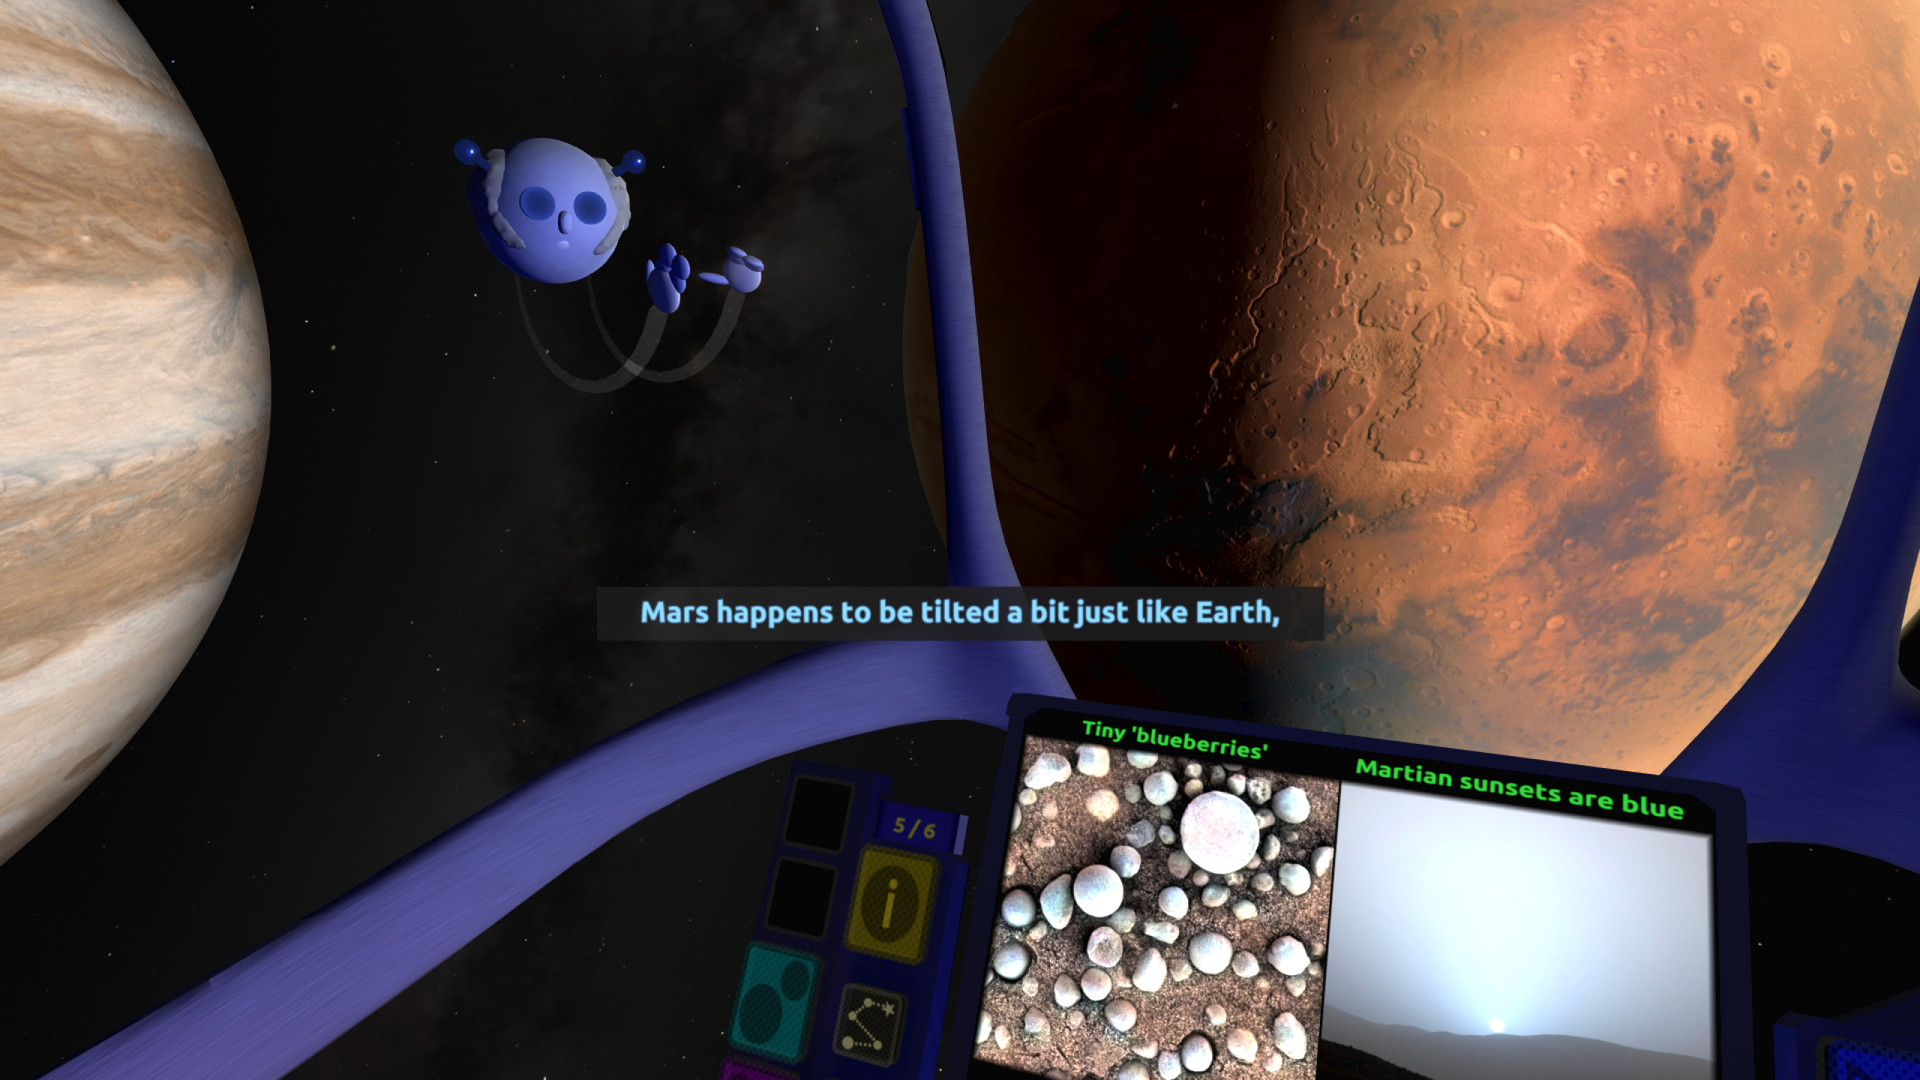 Mars happens to be tilted a bit just like Earth,
Tiny 'blueberries'
Martian sunsets are blue
5/6
i